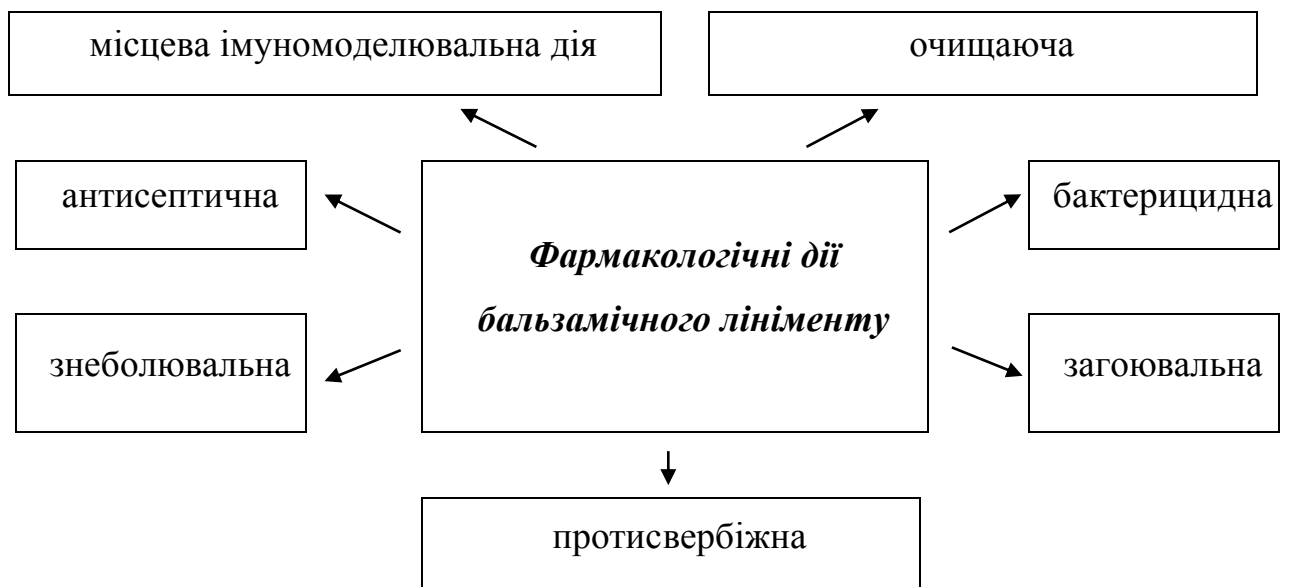 місцева імуномоделювальна дія
очищаюча
антисептична
бактерицидна
Фармакологічні дії
бальзамічного лініменту
знеболювальна
загоювальна
протисвербіжна